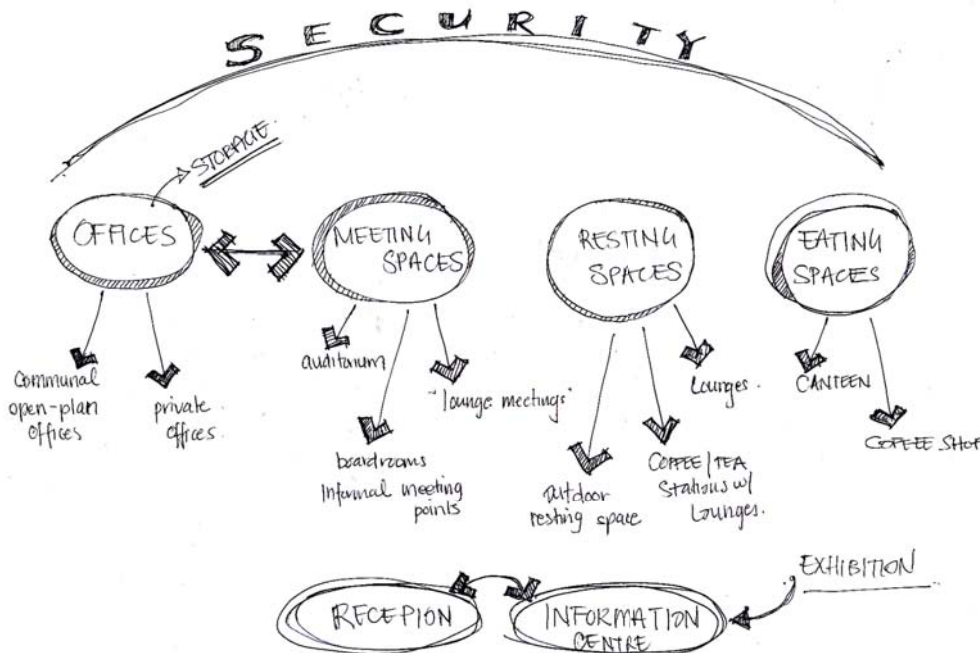 SECURITY
STORAGE
OFFICES
MEETING
SPACES
RESTING
SPACES
EATING
SPACES
communal
open-plan
offices
private
offices
auditorium
lounge meetings
boardrooms
Informal meeting
points
outdoor
resting space
COFFEE/TEA
Stations w/
Lounges.
Lounges.
CANTEEN
COFFEE SHOP
RECEPION
INFORMATION
CENTRE
EXHIBITION